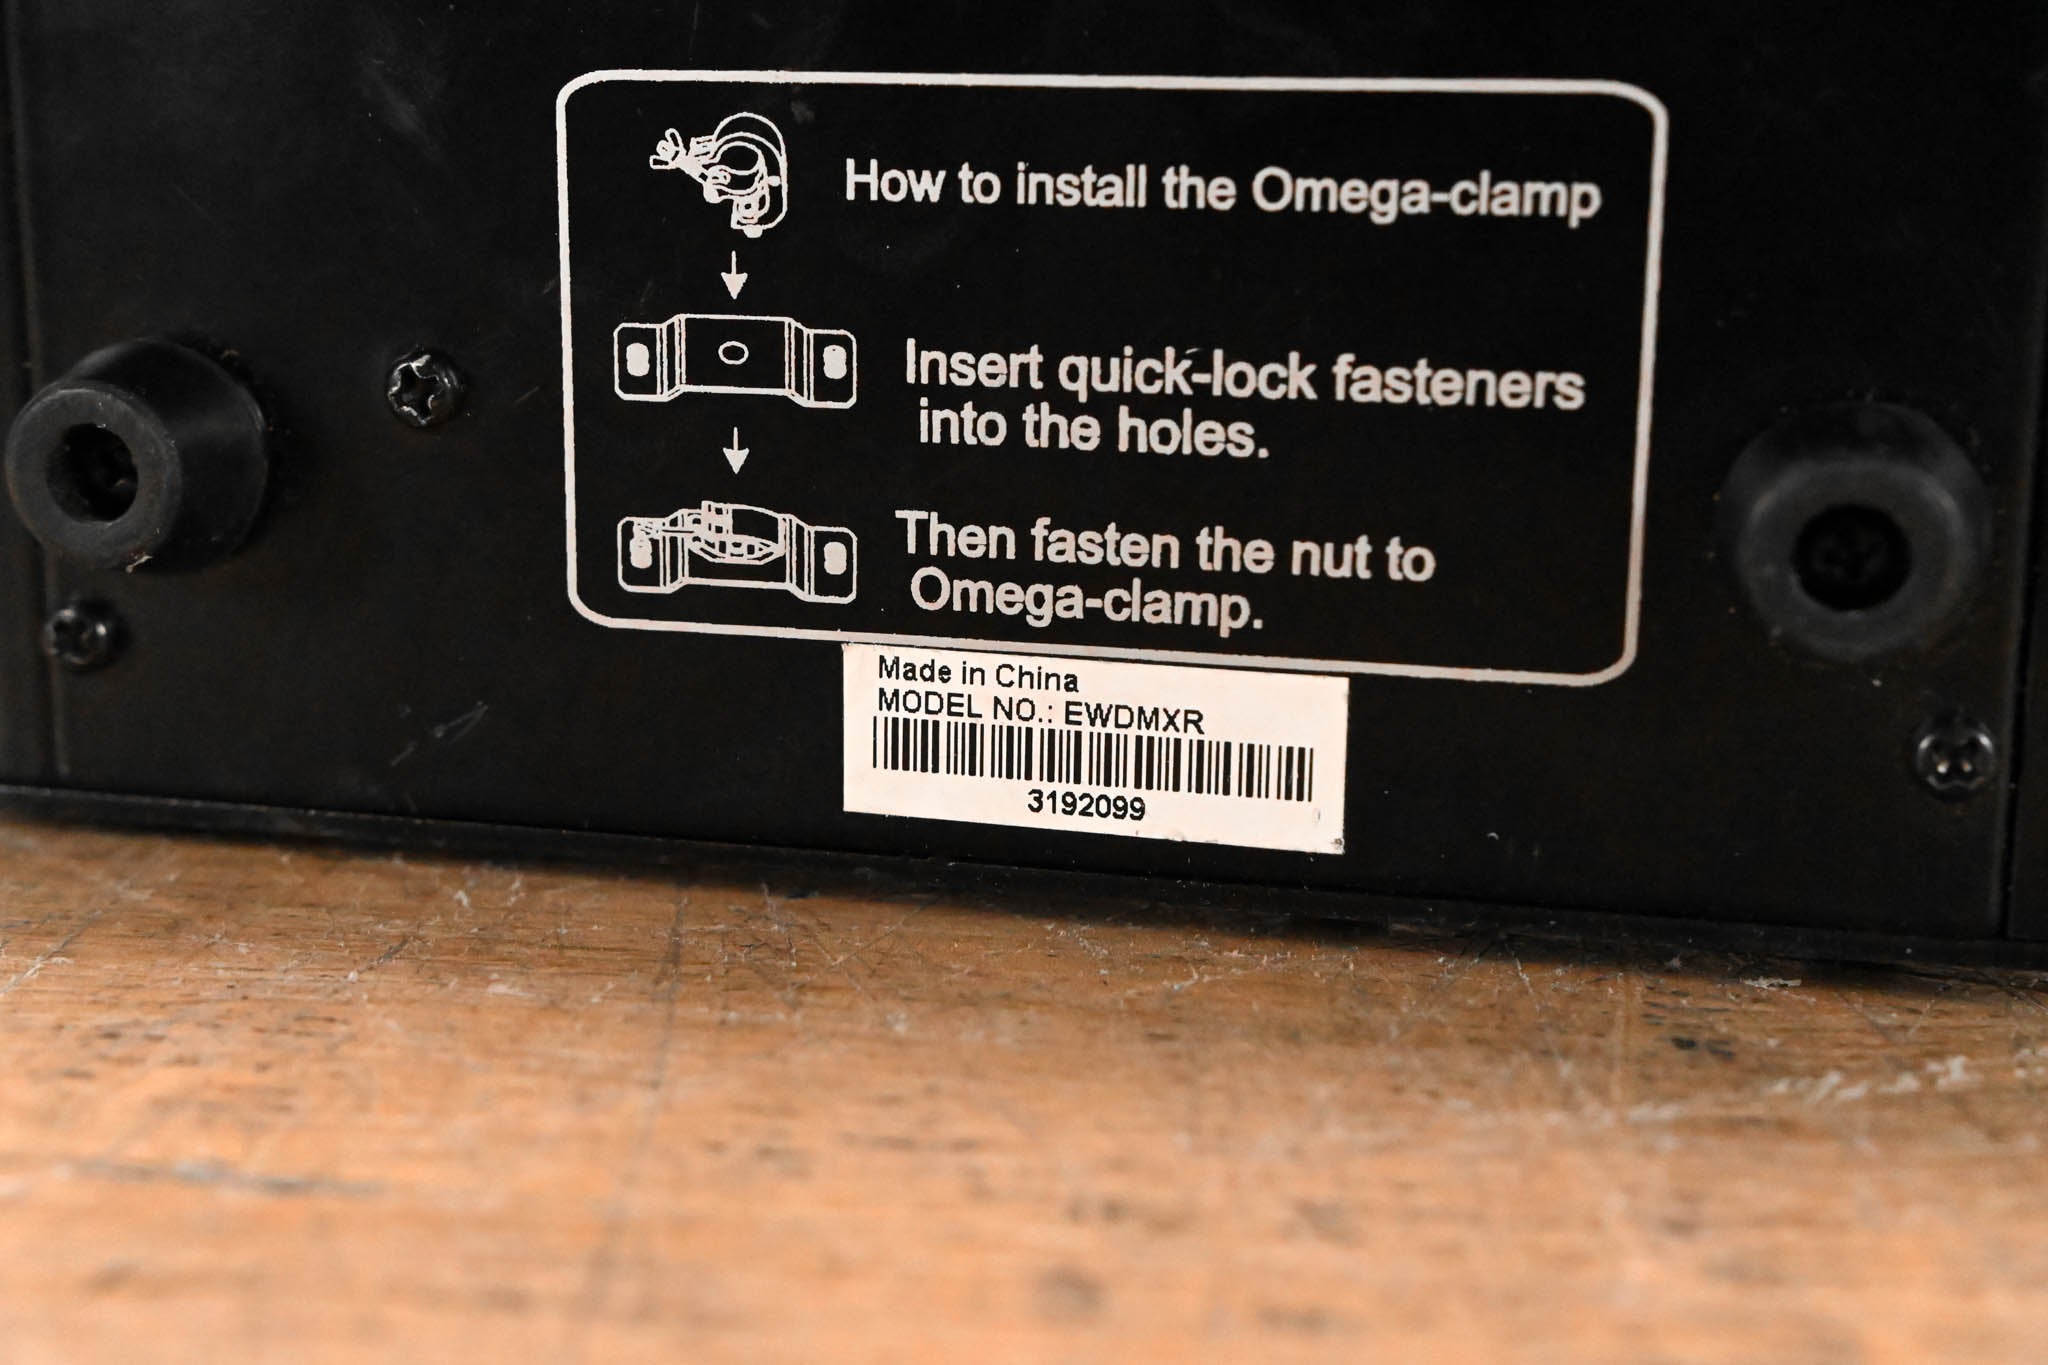 How to install the Omega-clamp
Insert quick-lock fasteners
into the holes.
Then fasten the nut to
Omega-clamp.
Made in China
MODEL NO.: EWDMXR
3192099